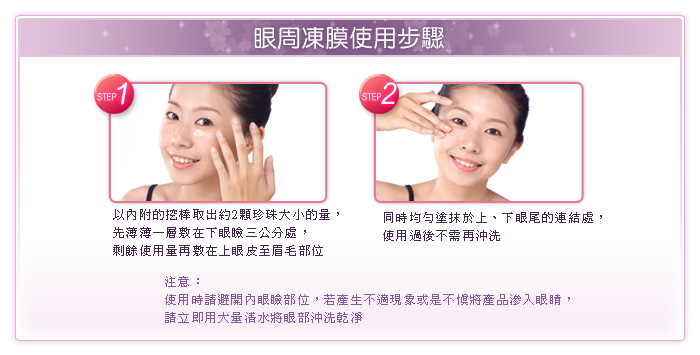 眼周凍膜使用步驟
STEP 1
STEP 2
以內附的挖棒取出約2顆珍珠大小的量，
先薄薄一層敷在下眼瞼三公分處，
剩餘使用量再敷在上眼皮至眉毛部位
同時均勻塗抹於上、下眼尾的連結處，
使用過後不需再沖洗
注意：
使用時請避開內眼瞼部位，若產生不適現象或是不慎將產品滲入眼睛，
請立即用大量清水將眼部沖洗乾淨